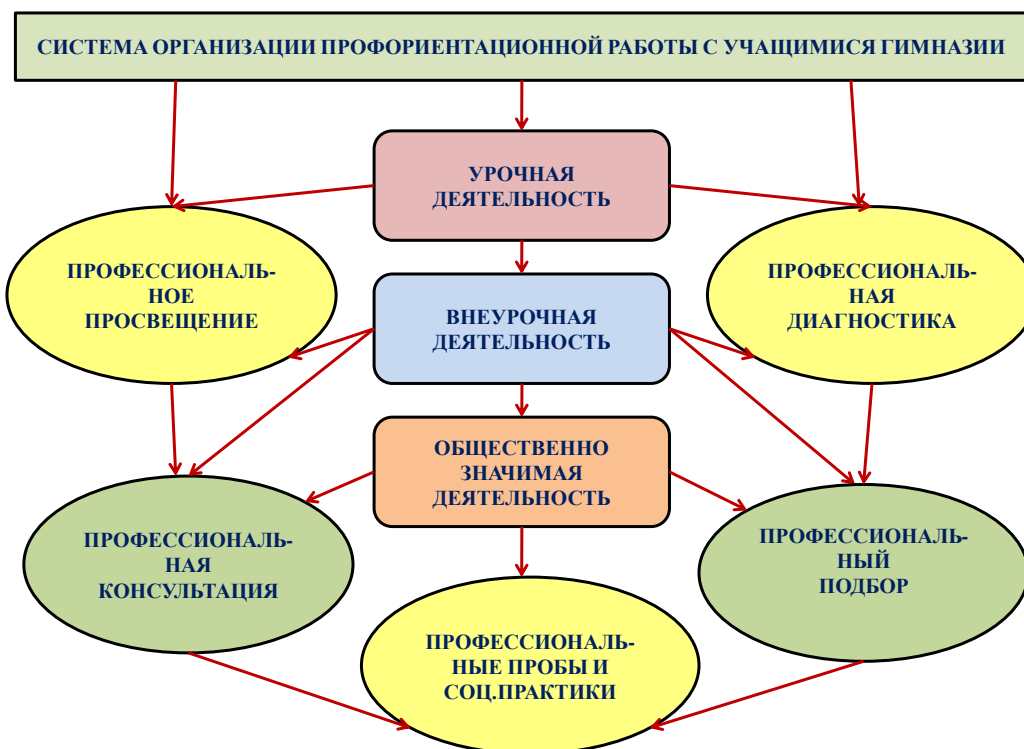 СИСТЕМА ОРГАНИЗАЦИИ ПРОФОРИЕНТАЦИОННОЙ РАБОТЫ С УЧАЩИМИСЯ ГИМНАЗИИ
УРОЧНАЯ
ДЕЯТЕЛЬНОСТЬ
ПРОФЕССИОНАЛЬ-
НОЕ
ПРОСВЕЩЕНИЕ
ПРОФЕССИОНАЛЬ-
НАЯ
ДИАГНОСТИКА
ВНЕУРОЧНАЯ
ДЕЯТЕЛЬНОСТЬ
ОБЩЕСТВЕННО
ЗНАЧИМАЯ
ДЕЯТЕЛЬНОСТЬ
ПРОФЕССИОНАЛЬ-
НАЯ
КОНСУЛЬТАЦИЯ
ПРОФЕССИОНАЛЬ-
НЫЙ
ПОДБОР
ПРОФЕССИОНАЛЬ-
НЫЕ ПРОБЫ И
СОЦ.ПРАКТИКИ